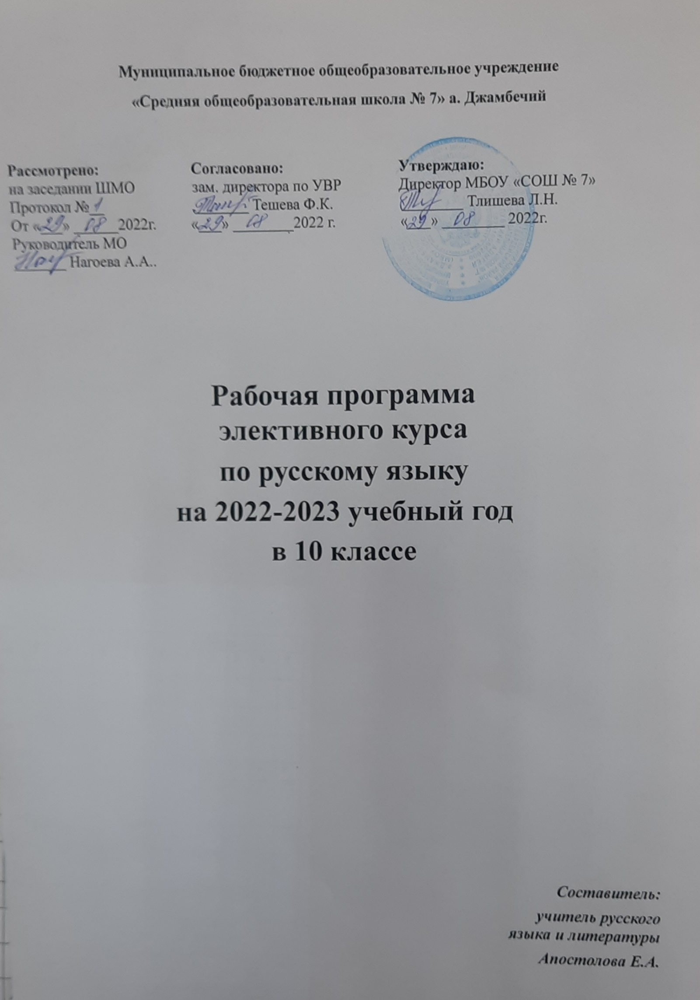 Муниципальное бюджетное общеобразовательное учреждение
«Средняя общеобразовательная школа № 7» а. Джамбечий
Рассмотрено:
на заседании ШМО
Протокол № 1
От «29» 08 2022г.
Руководитель МО
Нагоева А.А..
Согласовано:
зам. директора по УВР
Тешева Ф.К.
«29» 08 2022 г.
Утверждаю:
Директор МБОУ «СОШ № 7»
Тлишева Л.Н.
«29» 08 2022г.
Рабочая программа
элективного курса
по русскому языку
на 2022-2023 учебный год
в 10 классе
Составитель:
учитель русского
языка и литературы
Апостолова Е.А.